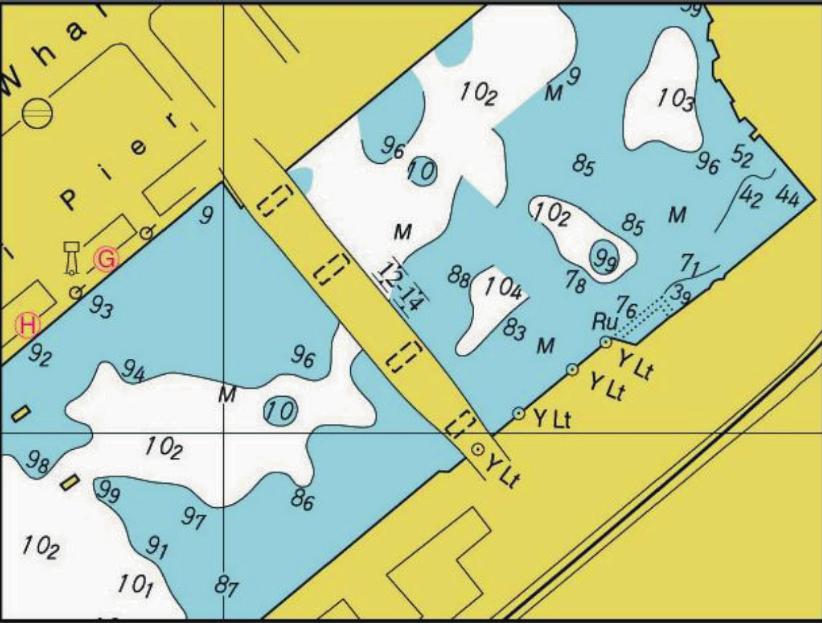 Whar
Pier
59
10₂
M
9
10₃
9₆
10
8₅
9₆
5₂
4₂
4₄
9
M
10₂
8₅
M
9₉
G
12-14
8₈
10₄
7₈
7₁
3₉
9₃
H
7₆
Ru
8₃
M
Y Lt
9₂
9₄
9₆
Y Lt
M
10
Y Lt
10₂
9₈
Y Lt
9₉
8₆
9₇
10₂
9₁
10₁
8₇